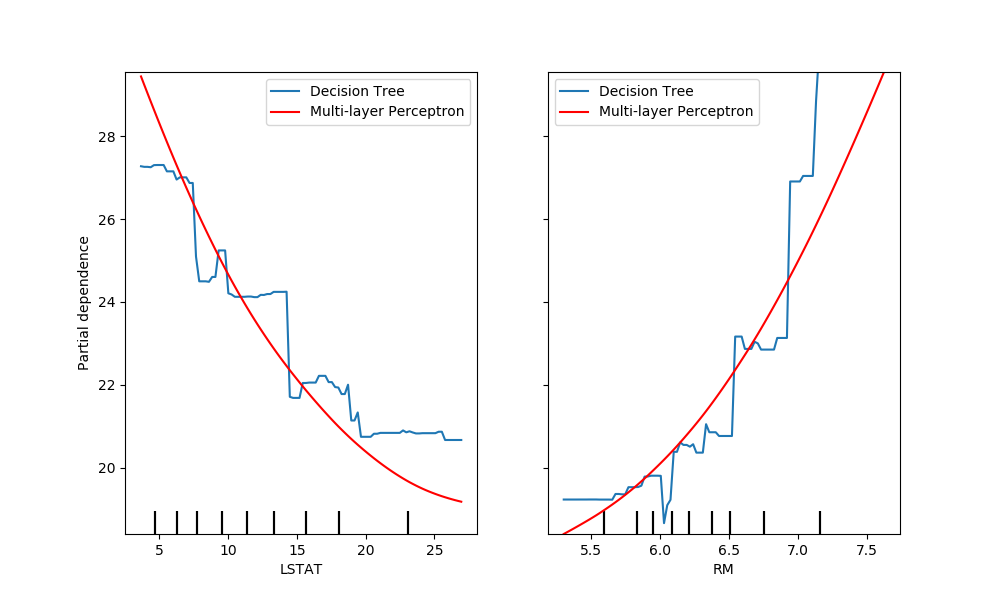 Decision Tree
Multi-layer Perceptron
Decision Tree
Multi-layer Perceptron
Partial dependence
28
26
24
22
20
5 10 15 20 25
LSTAT
5.5 6.0 6.5 7.0 7.5
RM